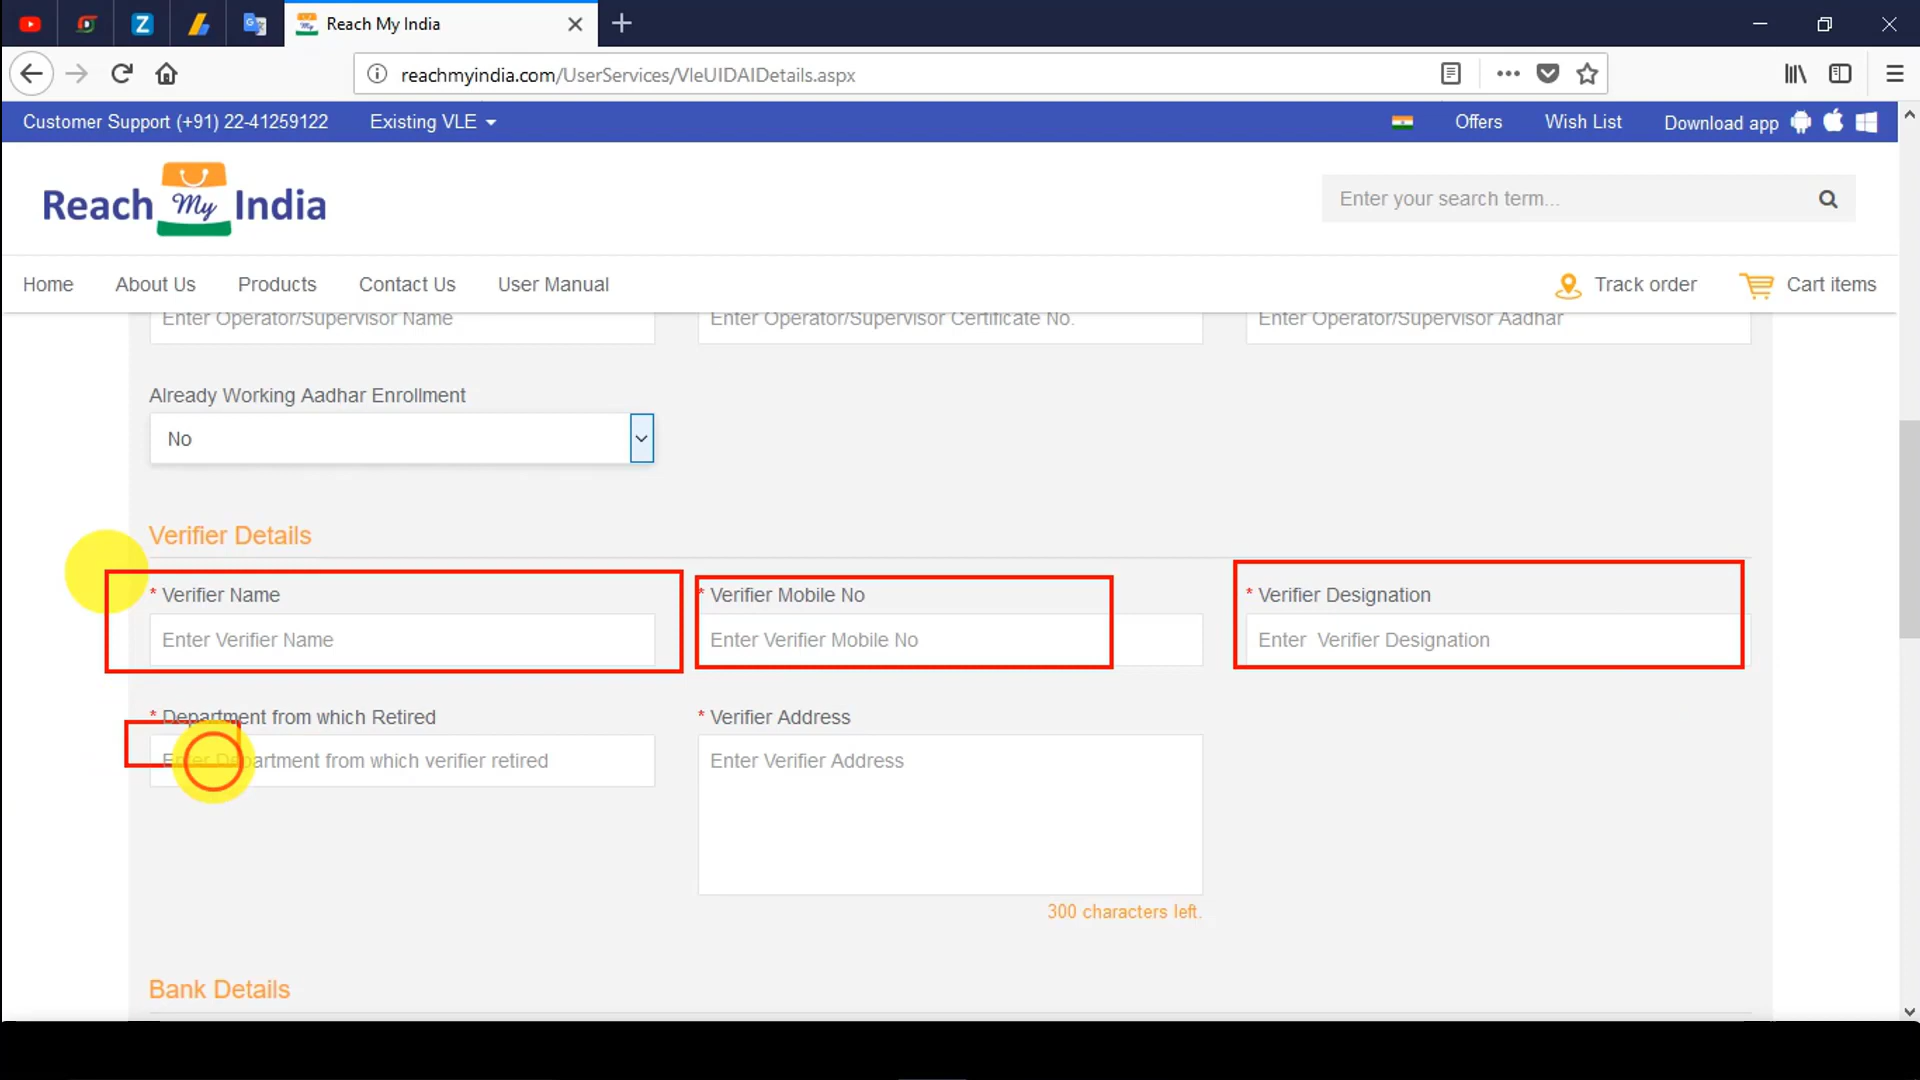 Reach My India
reachmyindia.com/UserServices/VleUIDAIDetails.aspx
Customer Support (+91) 22-41259122
Existing VLE
Offers
Wish List
Download app
Reach My India
Enter your search term...
Home
About Us
Products
Contact Us
User Manual
Track order
Cart items
Enter Operator/Supervisor Name
Enter Operator/Supervisor Certificate No.
Enter Operator/Supervisor Aadhar
Already Working Aadhar Enrollment
No
Verifier Details
* Verifier Name
* Verifier Mobile No
* Verifier Designation
Enter Verifier Name
Enter Verifier Mobile No
Enter Verifier Designation
* Department from which Retired
* Verifier Address
Enter Department from which verifier retired
Enter Verifier Address
300 characters left.
Bank Details